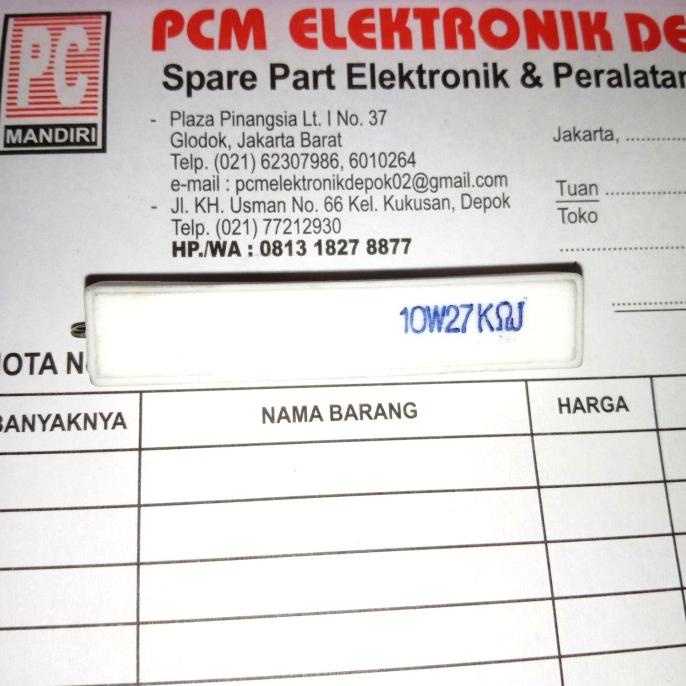 PC
MANDIRI
PCM ELEKTRONIK DE
Spare Part Elektronik & Peralatan
- Plaza Pinangsia Lt. I No. 37
Glodok, Jakarta Barat
Telp. (021) 62307986, 6010264
e-mail : pcmelektronikdepok02@gmail.com
- Jl. KH. Usman No. 66 Kel. Kukusan, Depok
Telp. (021) 77212930
HP./WA : 0813 1827 8877
Jakarta, ..............
Tuan ..................
Toko
10W27KΩJ
OTA N
BANYAKNYA
NAMA BARANG
HARGA